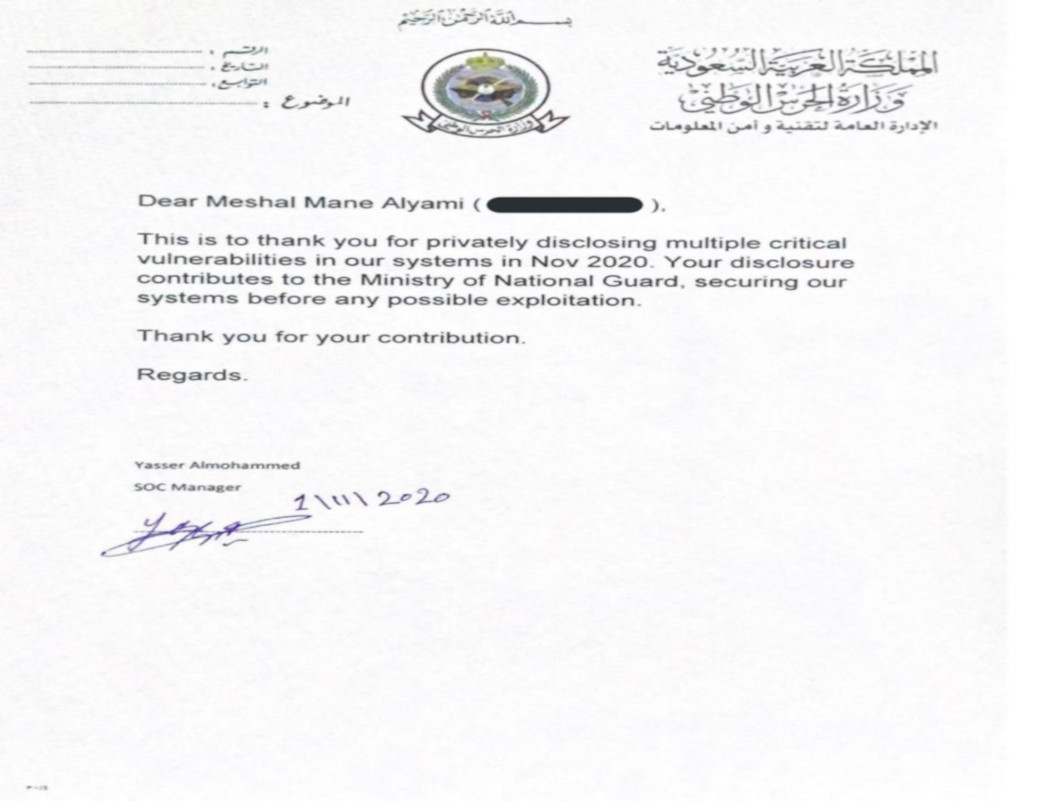 بسم الله الرحمن الرحيم
المملكة العربية السعودية
وزارة الحرس الوطني
الإدارة العامة لتقنية و أمن المعلومات
الرقم :
التاريخ :
التوابع :
الموضوع :
وزارة الحرس الوطني
Dear Meshal Mane Alyami ( ),
This is to thank you for privately disclosing multiple critical
vulnerabilities in our systems in Nov 2020. Your disclosure
contributes to the Ministry of National Guard, securing our
systems before any possible exploitation.
Thank you for your contribution.
Regards.
Yasser Almohammed
SOC Manager
1\11\2020